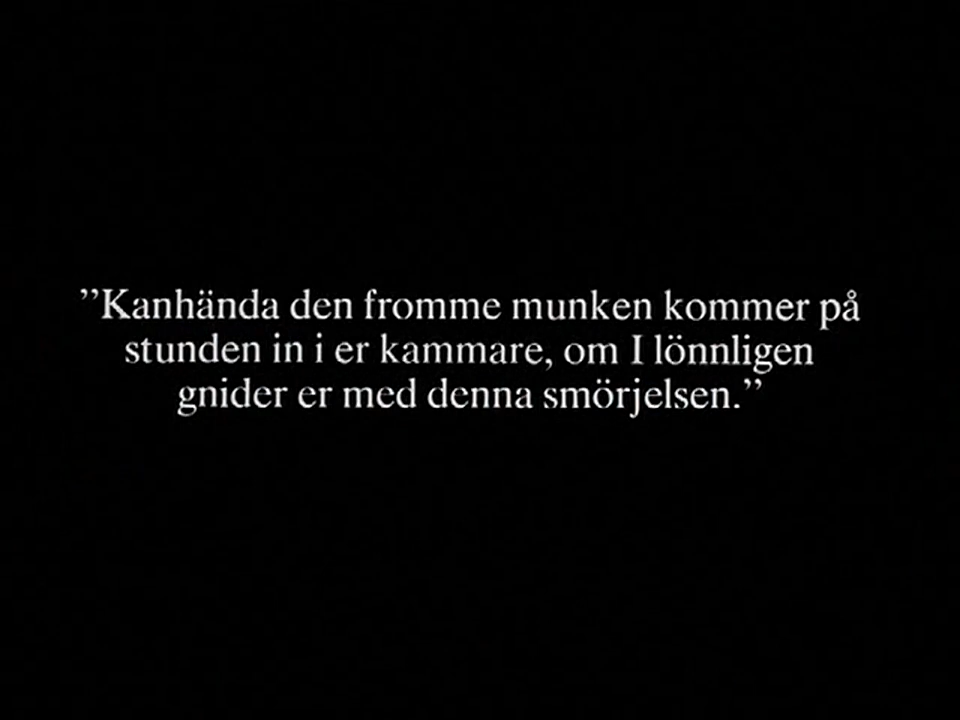 ”Kanhända den fromme munken kommer på
stunden in i er kammare, om I lönnligen
gnider er med denna smörjelsen.”